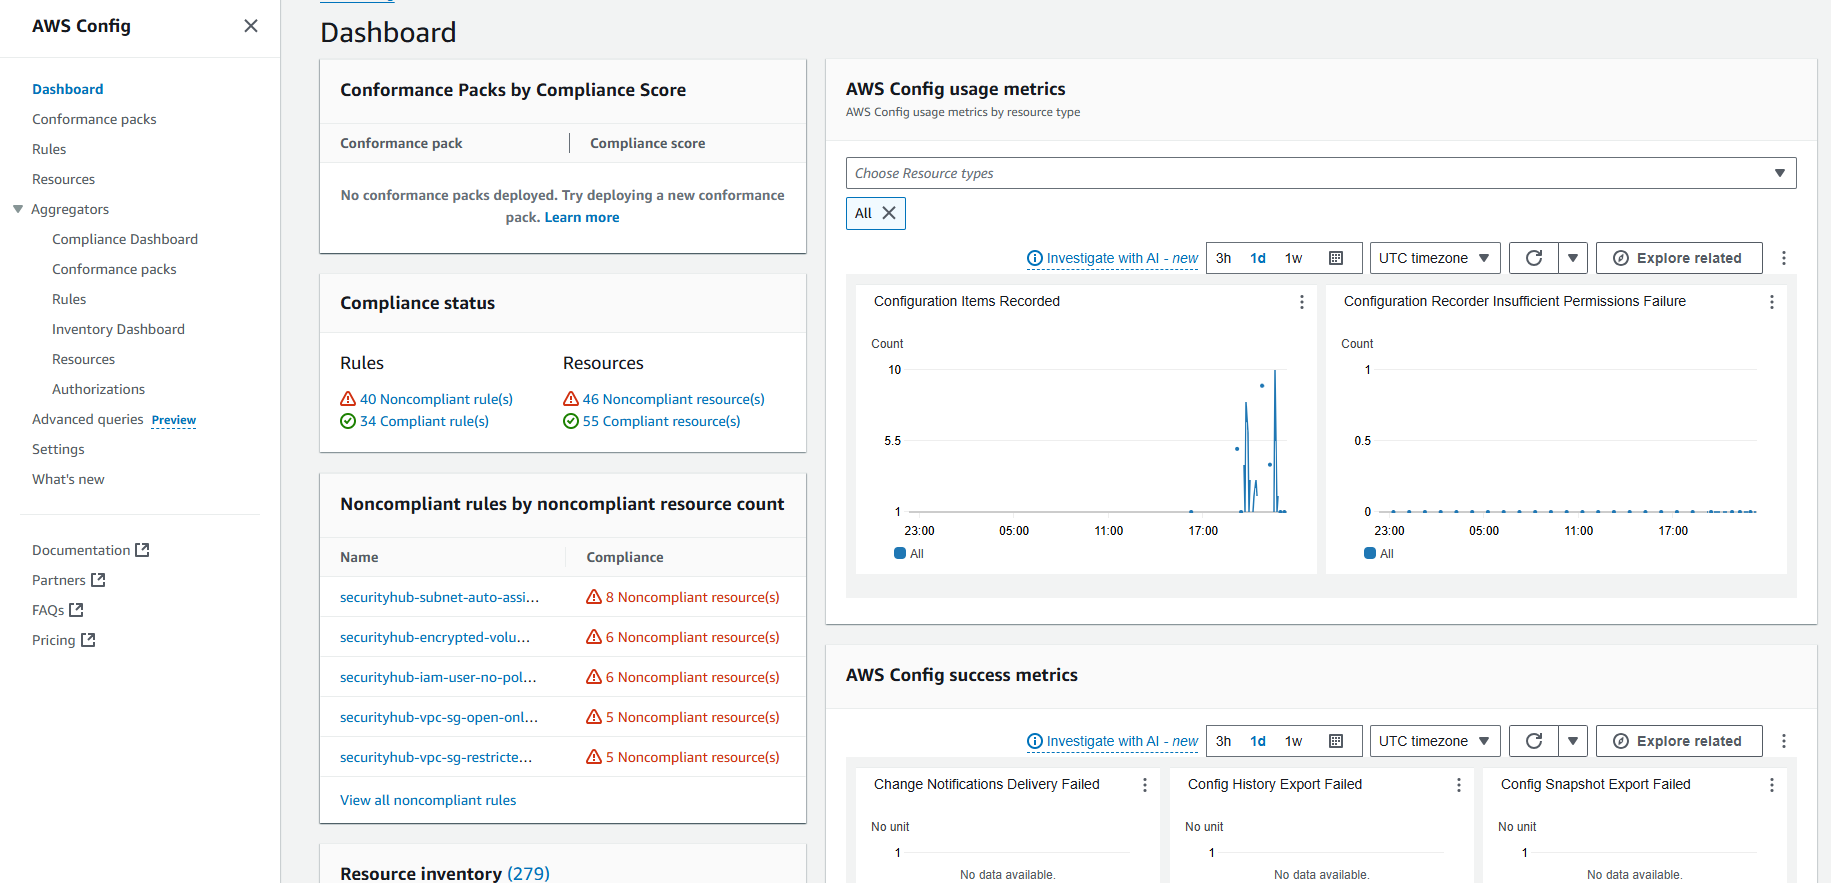 AWS Config
Dashboard
Conformance packs
Rules
Resources
Aggregators
Compliance Dashboard
Conformance packs
Rules
Inventory Dashboard
Resources
Authorizations
Advanced queries Preview
Settings
What's new
Documentation
Partners
FAQs
Pricing
Dashboard
Conformance Packs by Compliance Score
Conformance pack Compliance score
No conformance packs deployed. Try deploying a new conformance
pack. Learn more
Compliance status
Rules Resources
40 Noncompliant rule(s) 46 Noncompliant resource(s)
34 Compliant rule(s) 55 Compliant resource(s)
Noncompliant rules by noncompliant resource count
Name Compliance
securityhub-subnet-auto-assi... 8 Noncompliant resource(s)
securityhub-encrypted-volu... 6 Noncompliant resource(s)
securityhub-iam-user-no-pol... 6 Noncompliant resource(s)
securityhub-vpc-sg-open-onl... 5 Noncompliant resource(s)
securityhub-vpc-sg-restricte... 5 Noncompliant resource(s)
View all noncompliant rules
Resource inventory (279)
AWS Config usage metrics
AWS Config usage metrics by resource type
Choose Resource types
All
Investigate with AI - new 3h 1d 1w UTC timezone Explore related
Configuration Items Recorded
Count
10
5.5
1
23:00 05:00 11:00 17:00
All
Configuration Recorder Insufficient Permissions Failure
Count
1
0.5
0
23:00 05:00 11:00 17:00
All
AWS Config success metrics
Investigate with AI - new 3h 1d 1w UTC timezone Explore related
Change Notifications Delivery Failed
No unit
1
No data available.
Config History Export Failed
No unit
1
No data available.
Config Snapshot Export Failed
No unit
1
No data available.